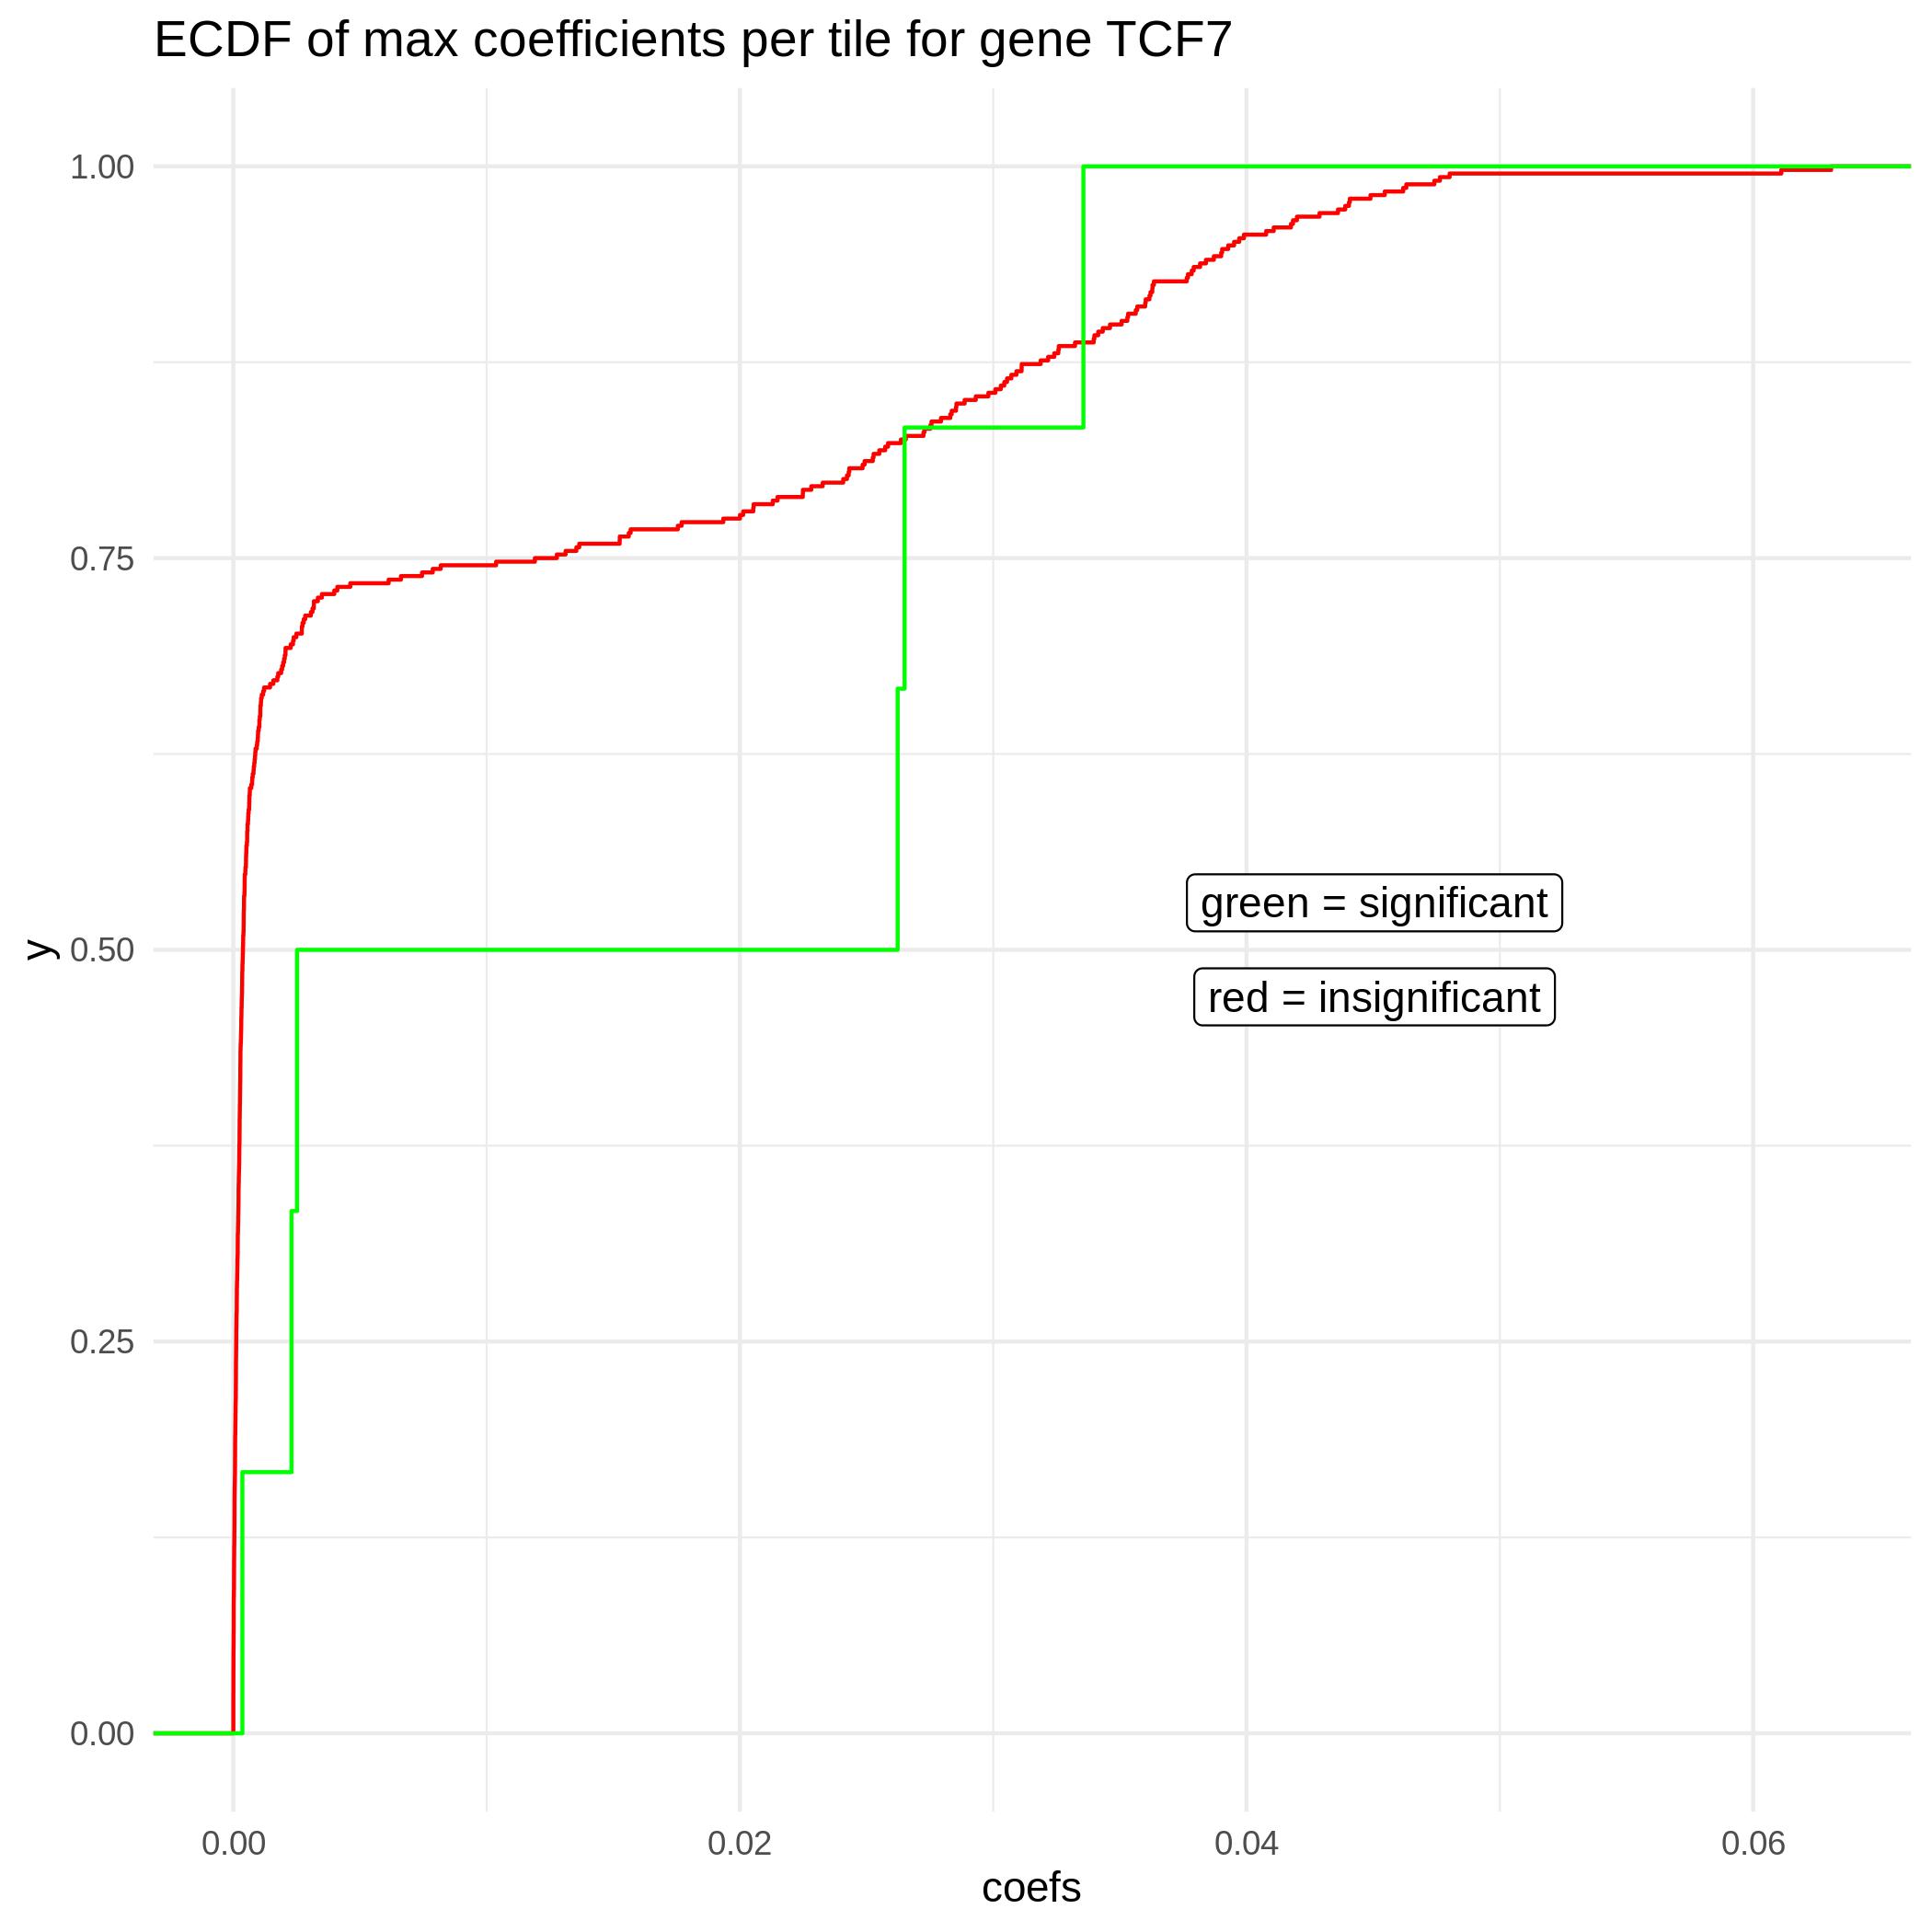 ECDF of max coefficients per tile for gene TCF7
1.00
0.75
0.50
0.25
0.00
y
green = significant
red = insignificant
0.00 0.02 0.04 0.06
coefs